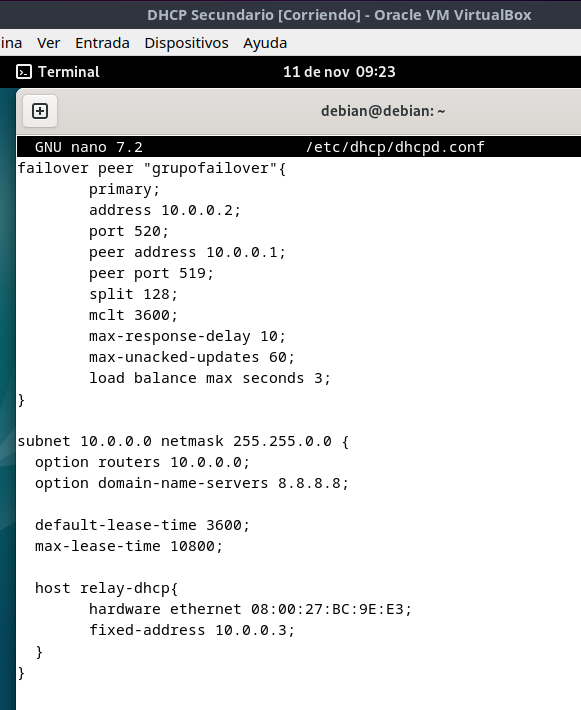 DHCP Secundario [Corriendo] - Oracle VM VirtualBox
ina Ver Entrada Dispositivos Ayuda
Terminal 11 de nov 09:23
debian@debian: ~
GNU nano 7.2 /etc/dhcp/dhcpd.conf
failover peer "grupofailover"{
        primary;
        address 10.0.0.2;
        port 520;
        peer address 10.0.0.1;
        peer port 519;
        split 128;
        mclt 3600;
        max-response-delay 10;
        max-unacked-updates 60;
        load balance max seconds 3;
}
subnet 10.0.0.0 netmask 255.255.0.0 {
  option routers 10.0.0.0;
  option domain-name-servers 8.8.8.8;
  default-lease-time 3600;
  max-lease-time 10800;
  host relay-dhcp{
        hardware ethernet 08:00:27:BC:9E:E3;
        fixed-address 10.0.0.3;
  }
}